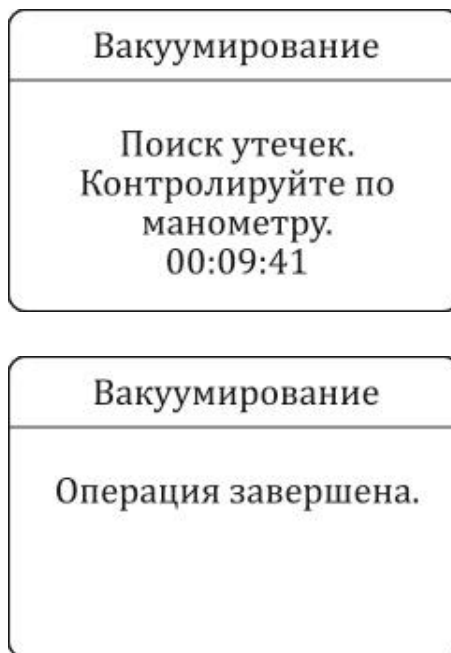 Вакуумирование
Поиск утечек.
Контролируйте по
манометру.
00:09:41
Вакуумирование
Операция завершена.